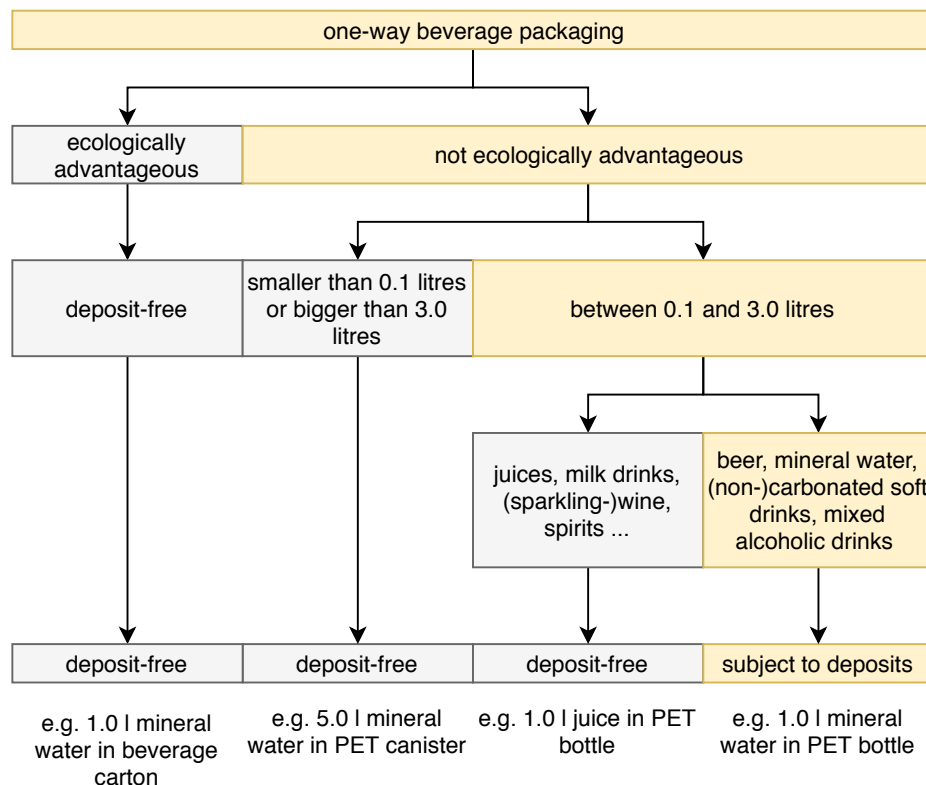 one-way beverage packaging
ecologically
advantageous
not ecologically advantageous
deposit-free
smaller than 0.1 litres
or bigger than 3.0
litres
between 0.1 and 3.0 litres
juices, milk drinks,
(sparkling-)wine,
spirits ...
beer, mineral water,
(non-)carbonated soft
drinks, mixed
alcoholic drinks
deposit-free
deposit-free
deposit-free
subject to deposits
e.g. 1.0 l mineral
water in beverage
carton
e.g. 5.0 l mineral
water in PET canister
e.g. 1.0 l juice in PET
bottle
e.g. 1.0 l mineral
water in PET bottle